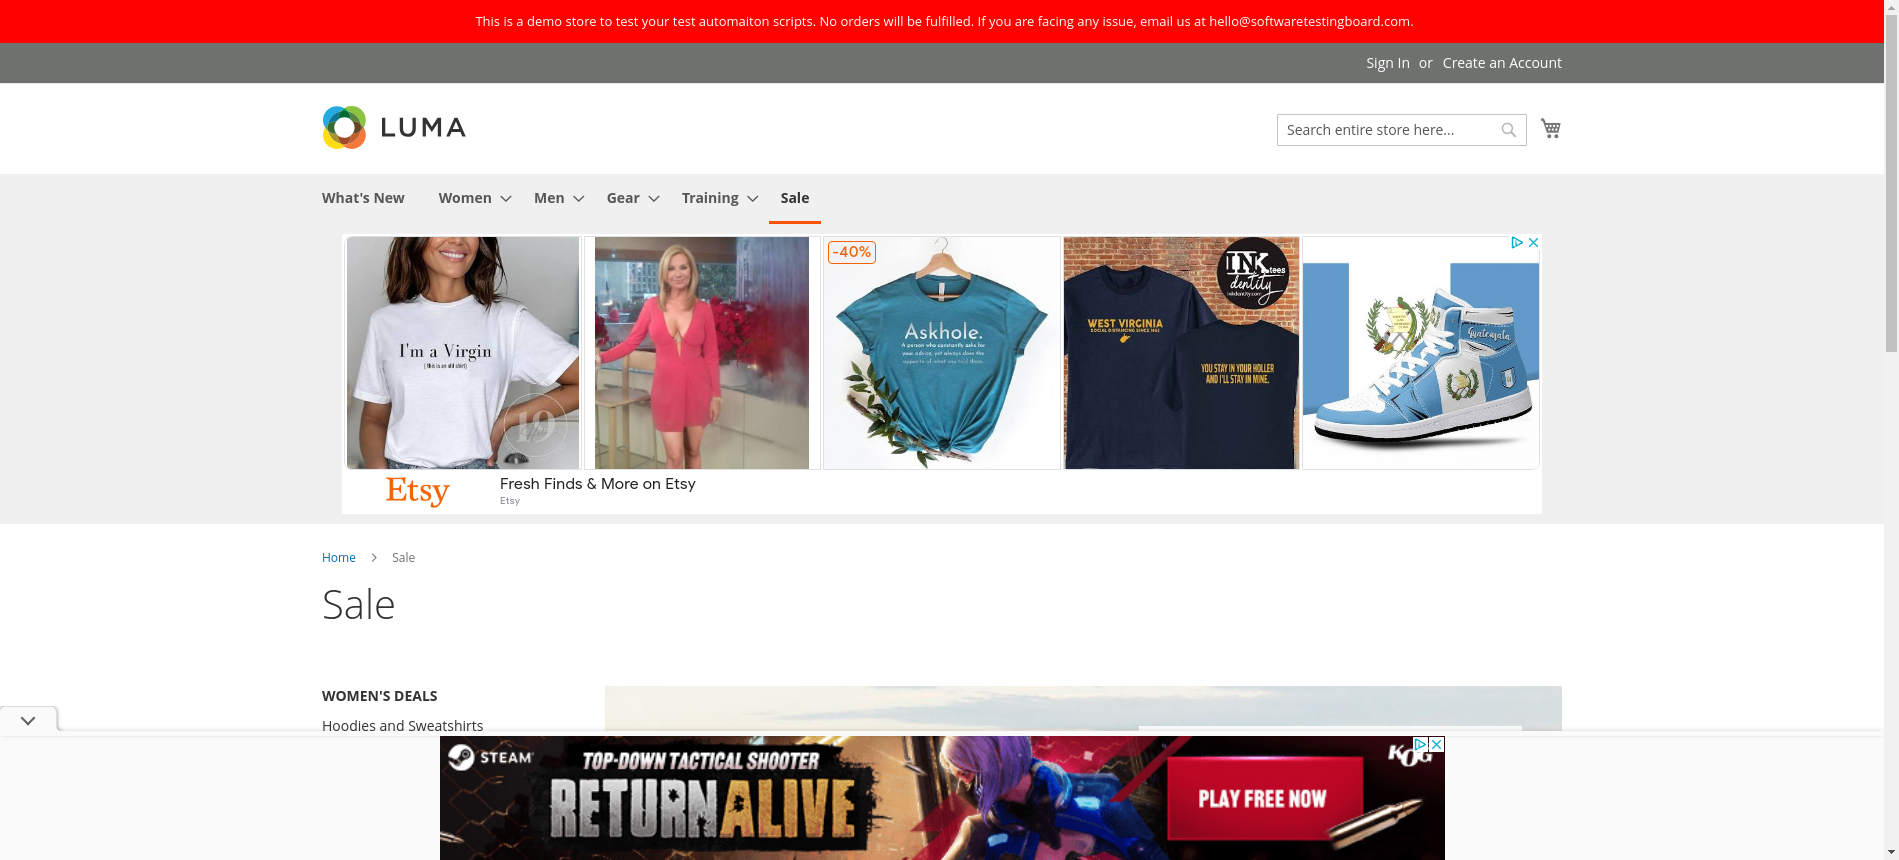 This is a demo store to test your test automaiton scripts. No orders will be fulfilled. If you are facing any issue, email us at hello@softwaretestingboard.com.
Sign In or Create an Account
LUMA
Search entire store here...
What's New Women Men Gear Training Sale
I'm a Virgin
[ this is an old shirt]
19
-40%
Askhole.
A person who constantly asks for
your advice, yet always does the
opposite of what you told them.
INK tees
dentity
inkdentity.com
WEST VIRGINIA
SOCIAL DISTANCING SINCE 1863
YOU STAY IN YOUR HOLLER
AND I'LL STAY IN MINE.
Guatemala
Etsy
Fresh Finds & More on Etsy
Etsy
Home > Sale
Sale
WOMEN'S DEALS
Hoodies and Sweatshirts
STEAM
TOP-DOWN TACTICAL SHOOTER
RETURN ALIVE
PLAY FREE NOW
KOG